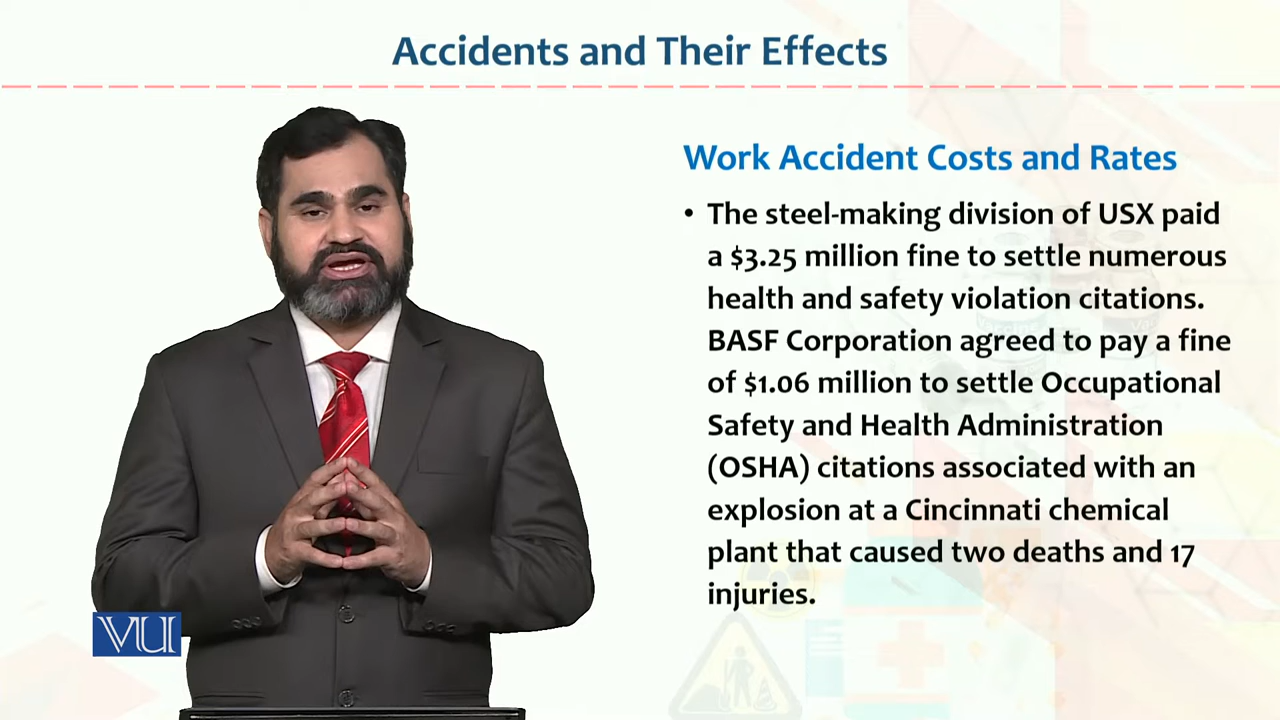 Accidents and Their Effects
Work Accident Costs and Rates
• The steel-making division of USX paid
a $3.25 million fine to settle numerous
health and safety violation citations.
BASF Corporation agreed to pay a fine
of $1.06 million to settle Occupational
Safety and Health Administration
(OSHA) citations associated with an
explosion at a Cincinnati chemical
plant that caused two deaths and 17
injuries.
VU